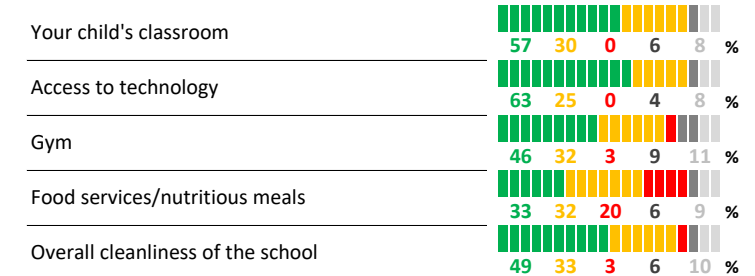 Your child's classroom
57 30 0 6 8 %
Access to technology
63 25 0 4 8 %
Gym
46 32 3 9 11 %
Food services/nutritious meals
33 32 20 6 9 %
Overall cleanliness of the school
49 33 3 6 10 %